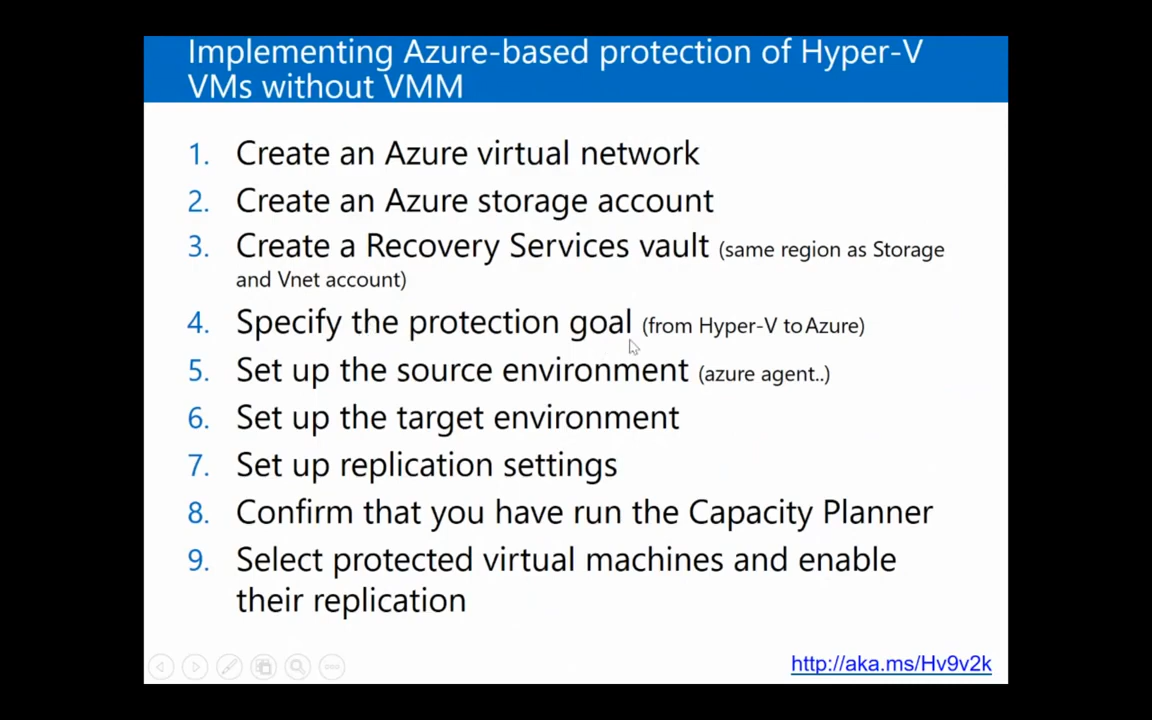 Implementing Azure-based protection of Hyper-V
VMs without VMM
1. Create an Azure virtual network
2. Create an Azure storage account
3. Create a Recovery Services vault (same region as Storage
and Vnet account)
4. Specify the protection goal (from Hyper-V to Azure)
5. Set up the source environment (azure agent..)
6. Set up the target environment
7. Set up replication settings
8. Confirm that you have run the Capacity Planner
9. Select protected virtual machines and enable
their replication
http://aka.ms/Hv9v2k